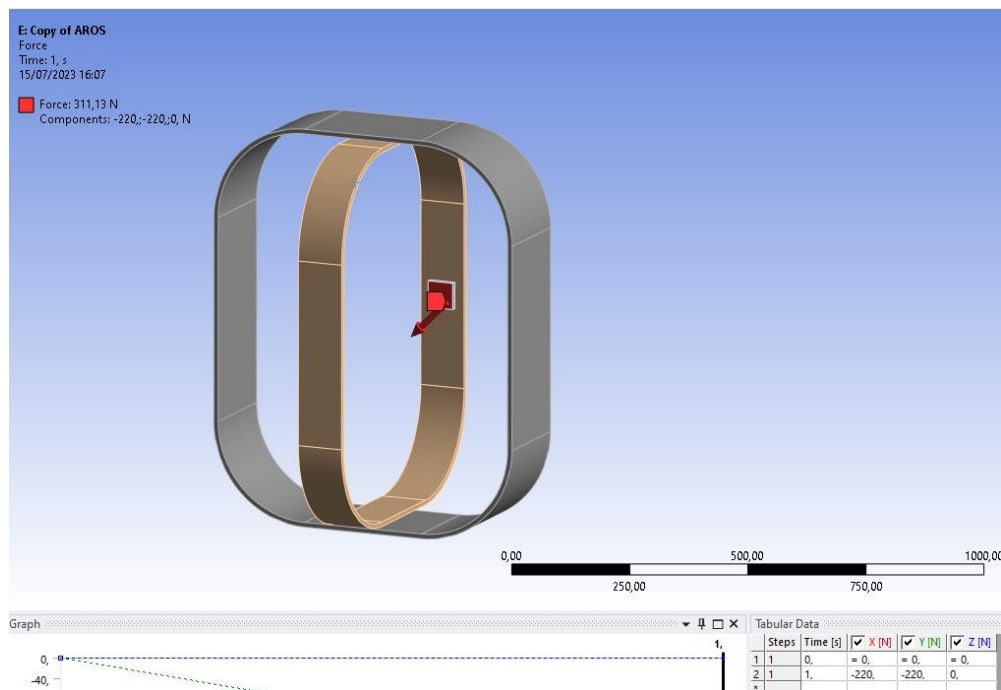 E: Copy of AROS
Force
Time: 1, s
15/07/2023 16:07
Force: 311,13 N
Components: -220,;-220,;0, N
0,00 500,00 1000,00
250,00 750,00
Graph
1,
0,
-40,
Tabular Data
Steps Time [s] X [N] Y [N] Z [N]
1 1 0, = 0, = 0, = 0,
2 1 1, -220, -220, 0,
*